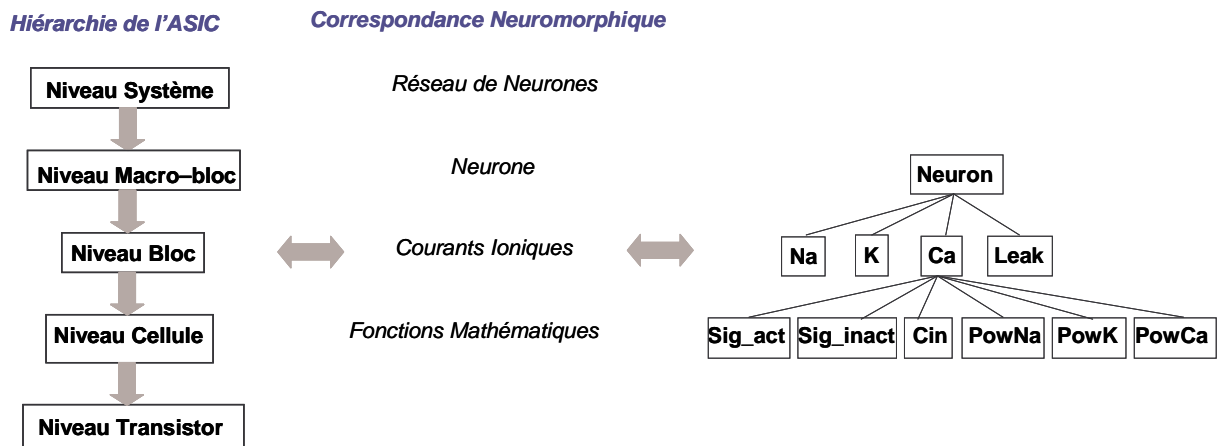 Hiérarchie de l'ASIC
Correspondance Neuromorphique
Niveau Système
Réseau de Neurones
Niveau Macro–bloc
Neurone
Neuron
Niveau Bloc
Courants Ioniques
Na
K
Ca
Leak
Niveau Cellule
Fonctions Mathématiques
Sig_act
Sig_inact
Cin
PowNa
PowK
PowCa
Niveau Transistor